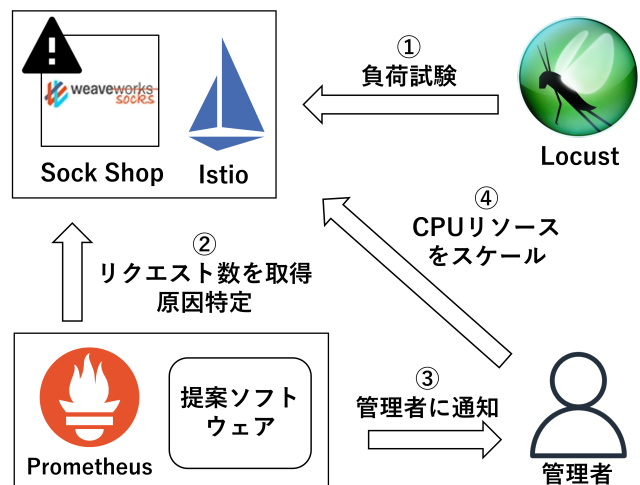 weaveworks
socks
Sock Shop
Istio
①
負荷試験
Locust
②
リクエスト数を取得
原因特定
④
CPUリソース
をスケール
Prometheus
提案ソフト
ウェア
③
管理者に通知
管理者